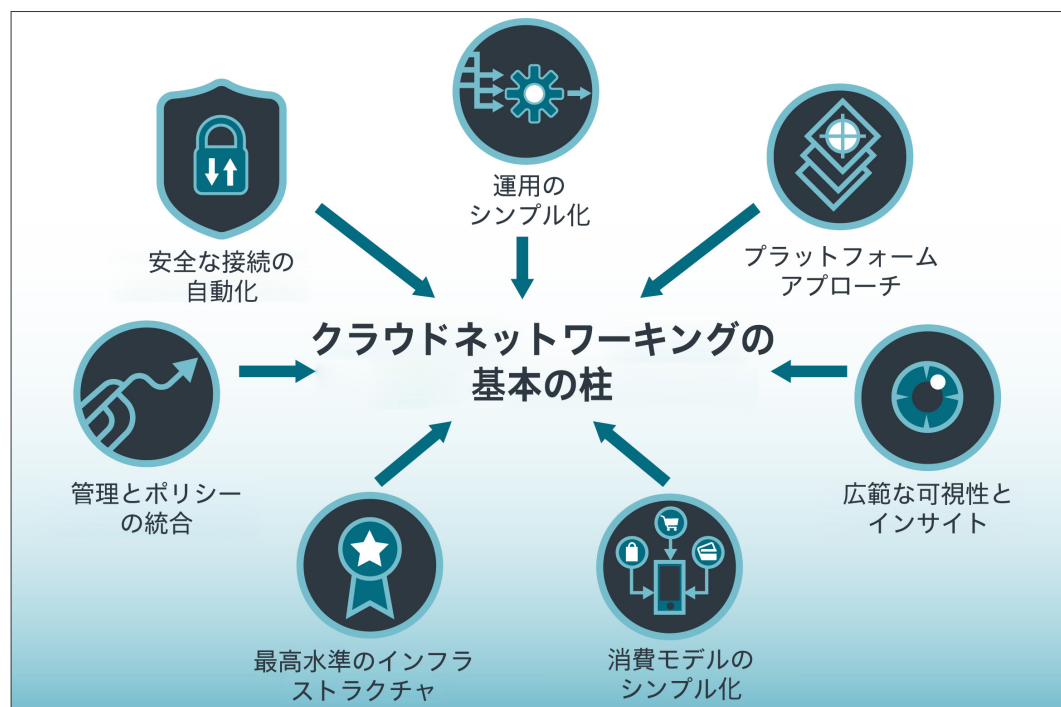 運用の
シンプル化
安全な接続の
自動化
プラットフォーム
アプローチ
クラウドネットワーキングの
基本の柱
管理とポリシー
の統合
広範な可視性と
インサイト
最高水準のインフラ
ストラクチャ
消費モデルの
シンプル化